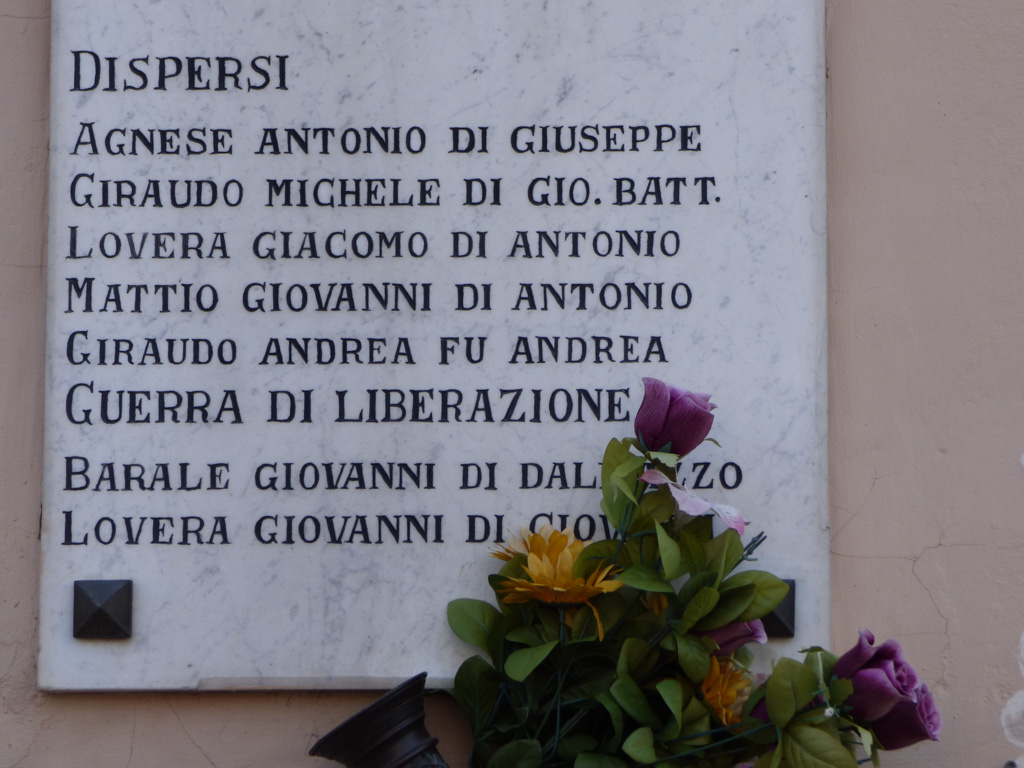 DISPERSI
AGNESE ANTONIO DI GIUSEPPE
GIRAUDO MICHELE DI GIO. BATT.
LOVERA GIACOMO DI ANTONIO
MATTIO GIOVANNI DI ANTONIO
GIRAUDO ANDREA FU ANDREA
GUERRA DI LIBERAZIONE
BARALE GIOVANNI DI
LOVERA GIOVANNI DI